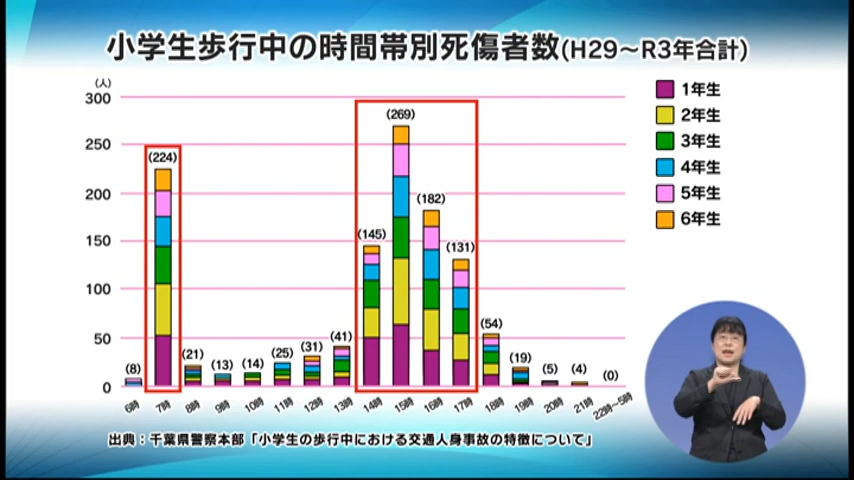 小学生歩行中の時間帯別死傷者数(H29～R3年合計)
(人)
300
250
200
150
100
50
0
(8)
(224)
(21)
(13)
(14)
(25)
(31)
(41)
(145)
(269)
(182)
(131)
(54)
(19)
(5)
(4)
(0)
6時
7時
8時
9時
10時
11時
12時
13時
14時
15時
16時
17時
18時
19時
20時
21時
22時～5時
1年生
2年生
3年生
4年生
5年生
6年生
出典：千葉県警察本部「小学生の歩行中における交通人身事故の特徴について」